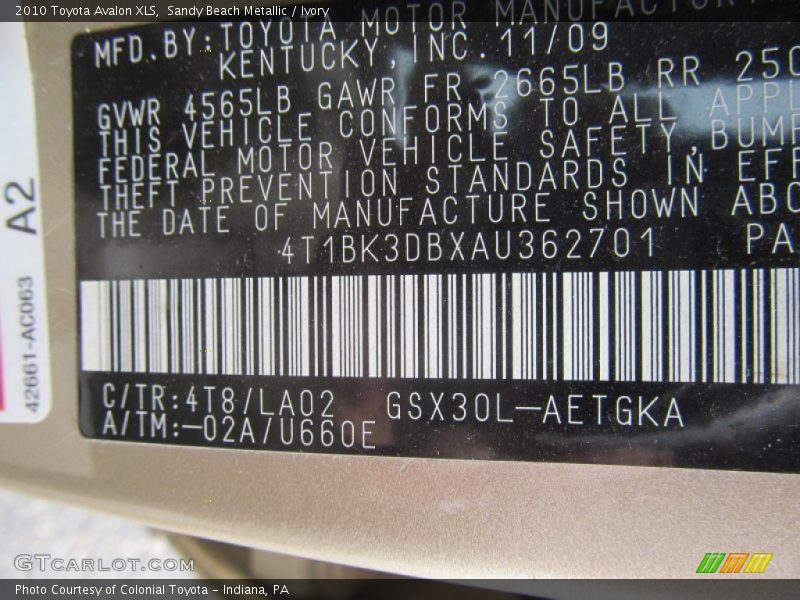 2010 Toyota Avalon XLS, Sandy Beach Metallic / Ivory
MFD. BY: TOYOTA MOTOR MANUFACTURING
KENTUCKY, INC. 11/09
GVWR 4565LB GAWR FR 2665LB RR 250
THIS VEHICLE CONFORMS TO ALL APPL
FEDERAL MOTOR VEHICLE SAFETY, BUMP
THEFT PREVENTION STANDARDS IN EFF
THE DATE OF MANUFACTURE SHOWN ABO
4T1BK3DBXAU362701 PA
C/TR:4T8/LA02 GSX30L-AETGKA
A/TM:-02A/U660E
A2
42661-AC063
GTCARLOT.COM
Photo Courtesy of Colonial Toyota - Indiana, PA